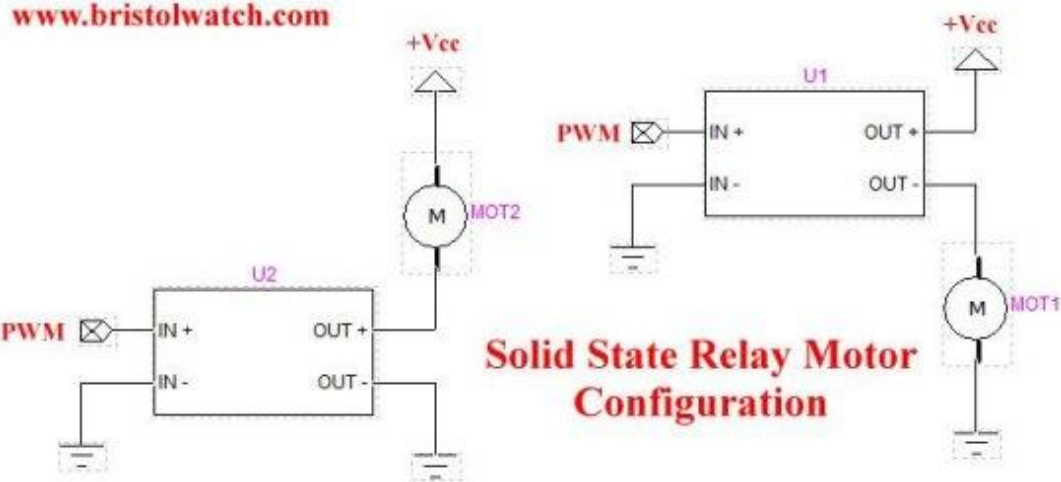 www.bristolwatch.com
+Vcc
+Vcc
U1
PWM
IN +
OUT +
IN -
OUT -
M
MOT2
U2
M
MOT1
PWM
IN +
OUT +
IN -
OUT -
Solid State Relay Motor
Configuration